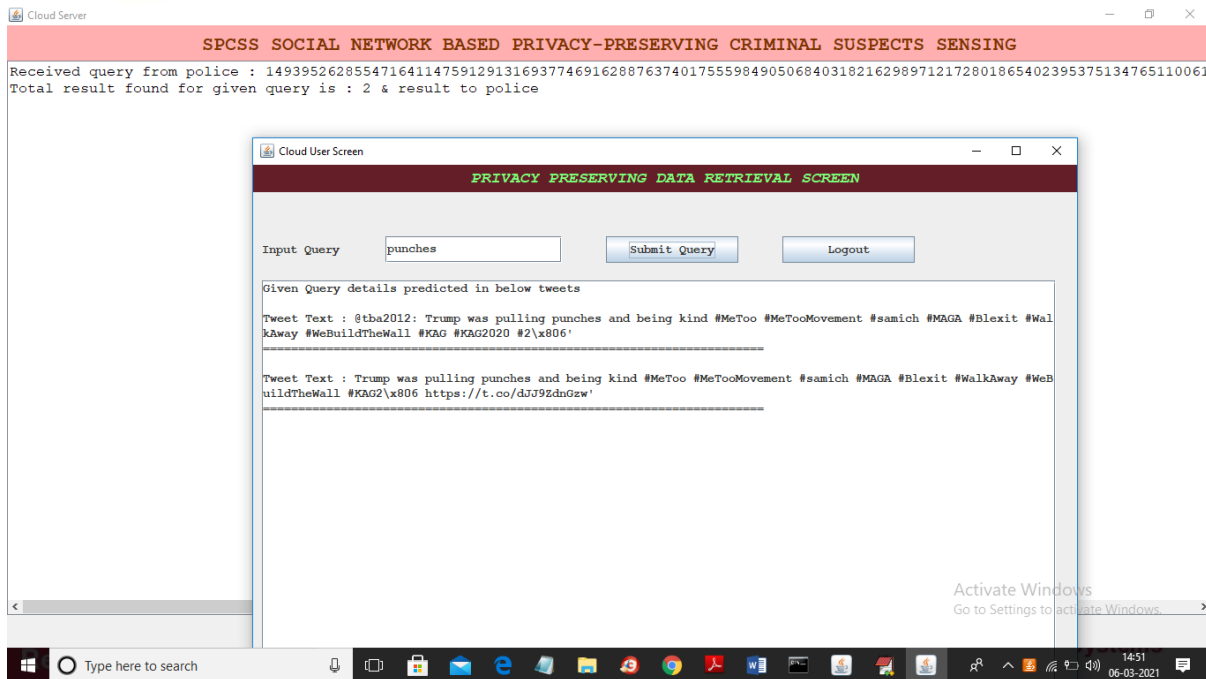 Cloud Server
SPCSS SOCIAL NETWORK BASED PRIVACY-PRESERVING CRIMINAL SUSPECTS SENSING
Received query from police : 
Total result found for given query is : 2 & result to police
Cloud User Screen
PRIVACY PRESERVING DATA RETRIEVAL SCREEN
Input Query punches Submit Query Logout
Given Query details predicted in below tweets
Tweet Text : @tba2012: Trump was pulling punches and being kind #MeToo #MeTooMovement #samich #MAGA #Blexit #Wal
kAway #WeBuildTheWall #KAG #KAG2020 #2\x806'
======================================================================
Tweet Text : Trump was pulling punches and being kind #MeToo #MeTooMovement #samich #MAGA #Blexit #WalkAway #WeB
uildTheWall #KAG2\x806 https://t.co/dJJ9ZdnGzw'
======================================================================
Activate Windows
Go to Settings to activate Windows.
Type here to search
14:51
06-03-2021